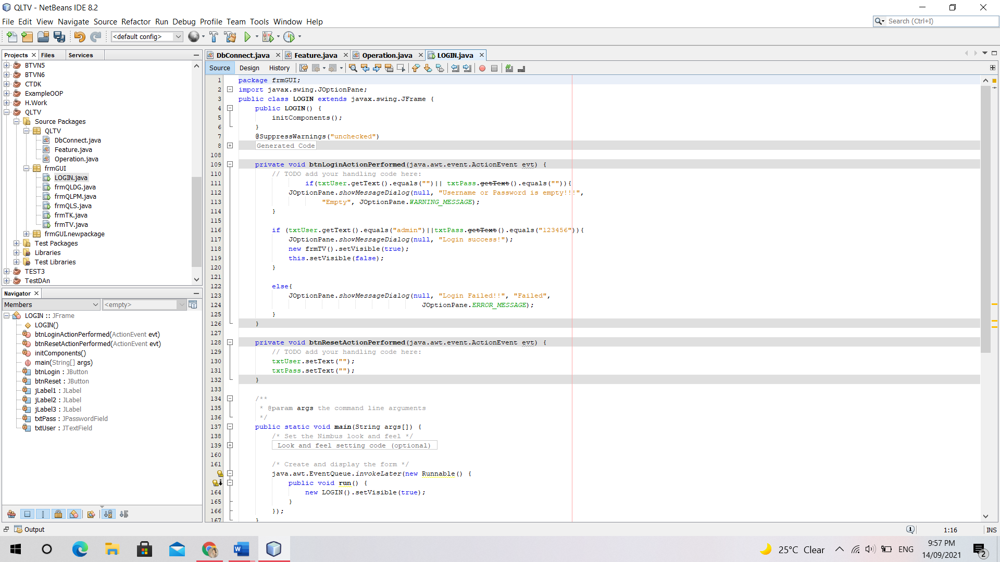 QLTV - NetBeans IDE 8.2
File Edit View Navigate Source Refactor Run Debug Profile Team Tools Window Help
Search (Ctrl+I)
<default config>
Projects Files Services
BTVN5
BTVN6
CTDK
ExampleOOP
H.Work
QLTV
Source Packages
QLTV
DbConnect.java
Feature.java
Operation.java
frmGUI
LOGIN.java
frmQLDG.java
frmQLPM.java
frmQLS.java
frmTK.java
frmTV.java
frmGUI.newpackage
Test Packages
Libraries
Test Libraries
TEST3
TestDAn
Navigator
Members <empty>
LOGIN :: JFrame
LOGIN()
btnLoginActionPerformed(ActionEvent evt)
btnResetActionPerformed(ActionEvent evt)
initComponents()
main(String[] args)
btnLogin : JButton
btnReset : JButton
jLabel1 : JLabel
jLabel2 : JLabel
jLabel3 : JLabel
txtPass : JPasswordField
txtUser : JTextField
DbConnect.java Feature.java Operation.java LOGIN.java
Source Design History
1 package frmGUI;
2 import javax.swing.JOptionPane;
3 public class LOGIN extends javax.swing.JFrame {
4 public LOGIN() {
5 initComponents();
6 }
7 @SuppressWarnings("unchecked")
8 Generated Code
108
109 private void btnLoginActionPerformed(java.awt.event.ActionEvent evt) {
110 // TODO add your handling code here:
111 if(txtUser.getText().equals("")|| txtPass.getText().equals("")){
112 JOptionPane.showMessageDialog(null, "Username or Password is empty!!!",
113 "Empty", JOptionPane.WARNING_MESSAGE);
114 }
115
116 if (txtUser.getText().equals("admin")||txtPass.getText().equals("123456")){
117 JOptionPane.showMessageDialog(null, "Login success!");
118 new frmTV().setVisible(true);
119 this.setVisible(false);
120 }
121
122 else{
123 JOptionPane.showMessageDialog(null, "Login Failed!!", "Failed",
124 JOptionPane.ERROR_MESSAGE);
125 }
126 }
127
128 private void btnResetActionPerformed(java.awt.event.ActionEvent evt) {
129 // TODO add your handling code here:
130 txtUser.setText("");
131 txtPass.setText("");
132 }
133
134 /**
135 * @param args the command line arguments
136 */
137 public static void main(String args[]) {
138 /* Set the Nimbus look and feel */
139 Look and feel setting code (optional)
160
161 /* Create and display the form */
java.awt.EventQueue.invokeLater(new Runnable() {
public void run() {
164 new LOGIN().setVisible(true);
165 }
166 });
167 }
Output
1:16 INS
25°C Clear ENG
9:57 PM
14/09/2021
2